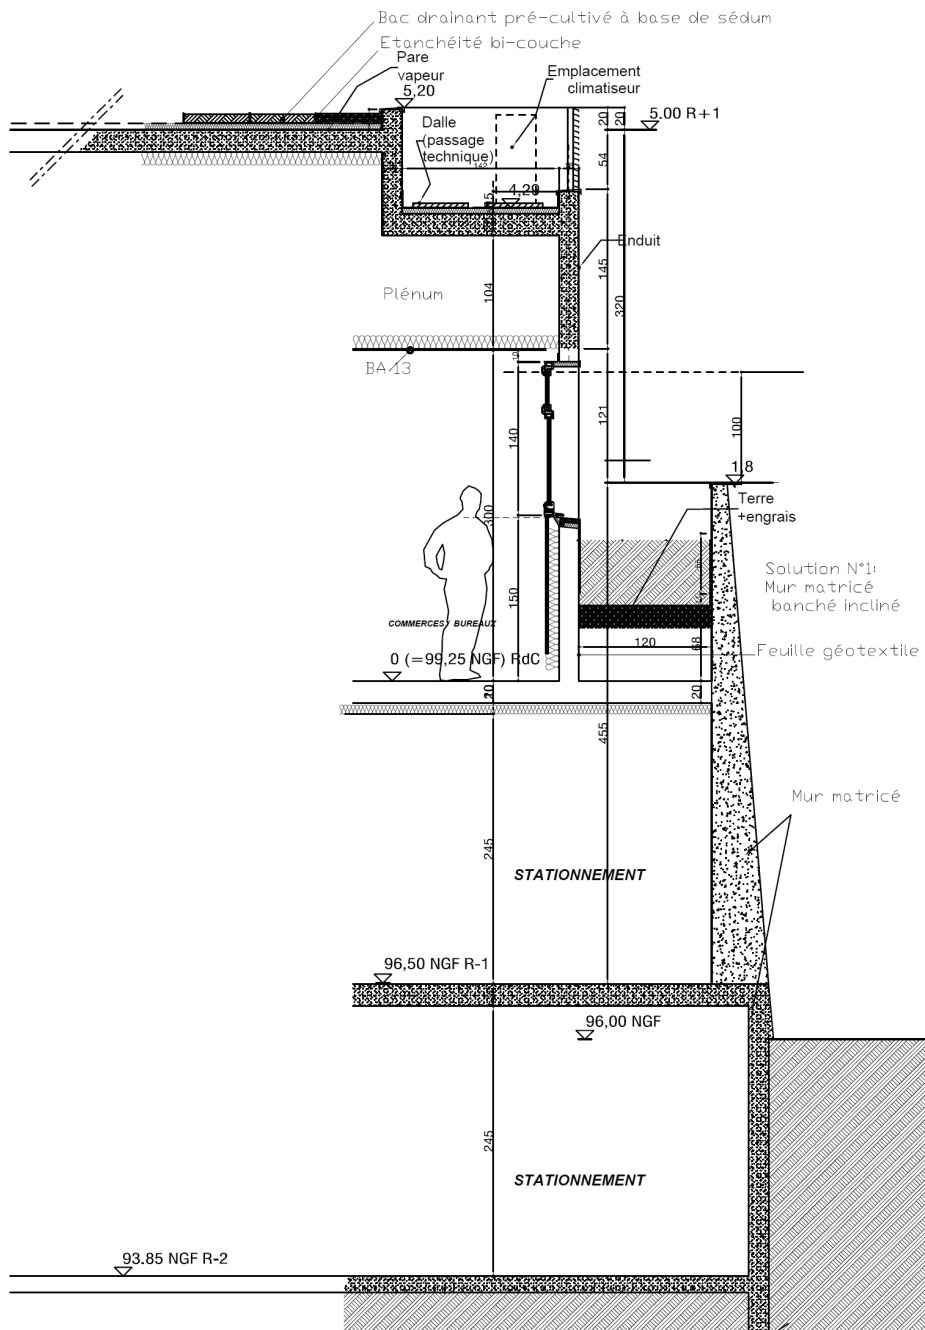 Bac drainant pré-cultivé à base de sédum
Etanchéité bi-couche
Pare
vapeur
5,20
Emplacement
climatiseur
5.00 R+1
20
20
Dalle
(passage
technique)
142
54
4,20
Enduit
145
320
104
Plénum
BA 13
10
140
121
100
1,8
Terre
+engrais
300
Solution N°1:
Mur matricé
banché incliné
150
COMMERCES / BUREAUX
120
68
Feuille géotextile
0 (=99,25 NGF) RdC
20
20
455
Mur matricé
245
STATIONNEMENT
96,50 NGF R-1
96,00 NGF
245
STATIONNEMENT
93.85 NGF R-2